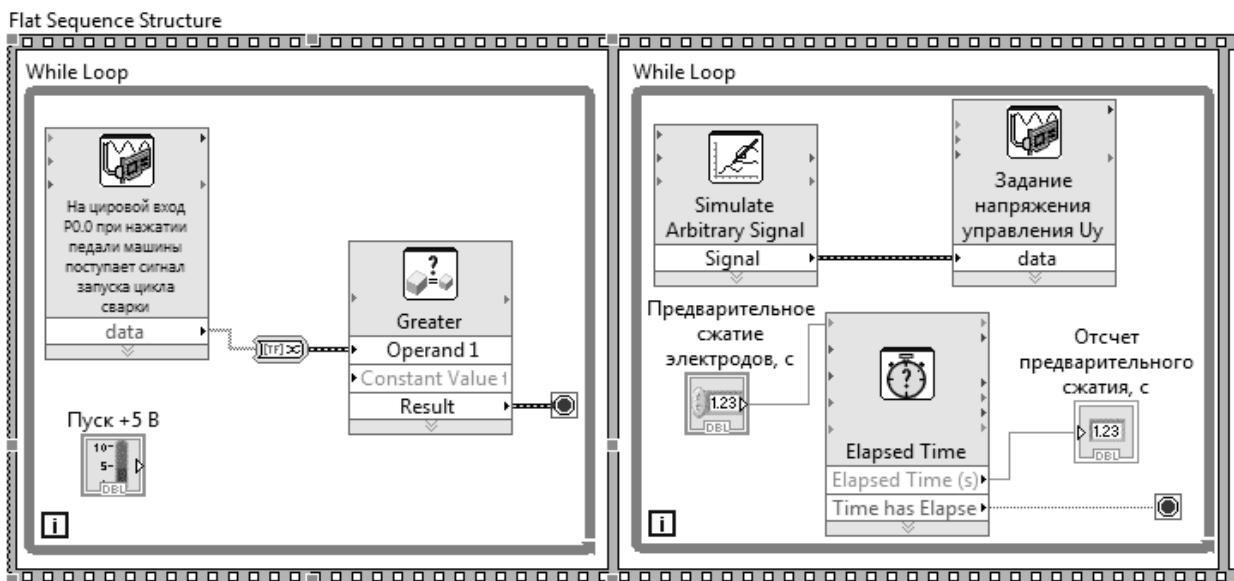 Flat Sequence Structure
While Loop
На цировой вход
P0.0 при нажатии
педали машины
поступает сигнал
запуска цикла
сварки
data
[TF]
?
Greater
Operand 1
Constant Value
Result
Пуск +5 В
10-
5-
DBL
i
While Loop
Simulate
Arbitrary Signal
Signal
Задание
напряжения
управления Uy
data
Предварительное
сжатие
электродов, с
1.23
DBL
?
Elapsed Time
Elapsed Time (s)
Time has Elapse
Отсчет
предварительного
сжатия, с
1.23
DBL
i